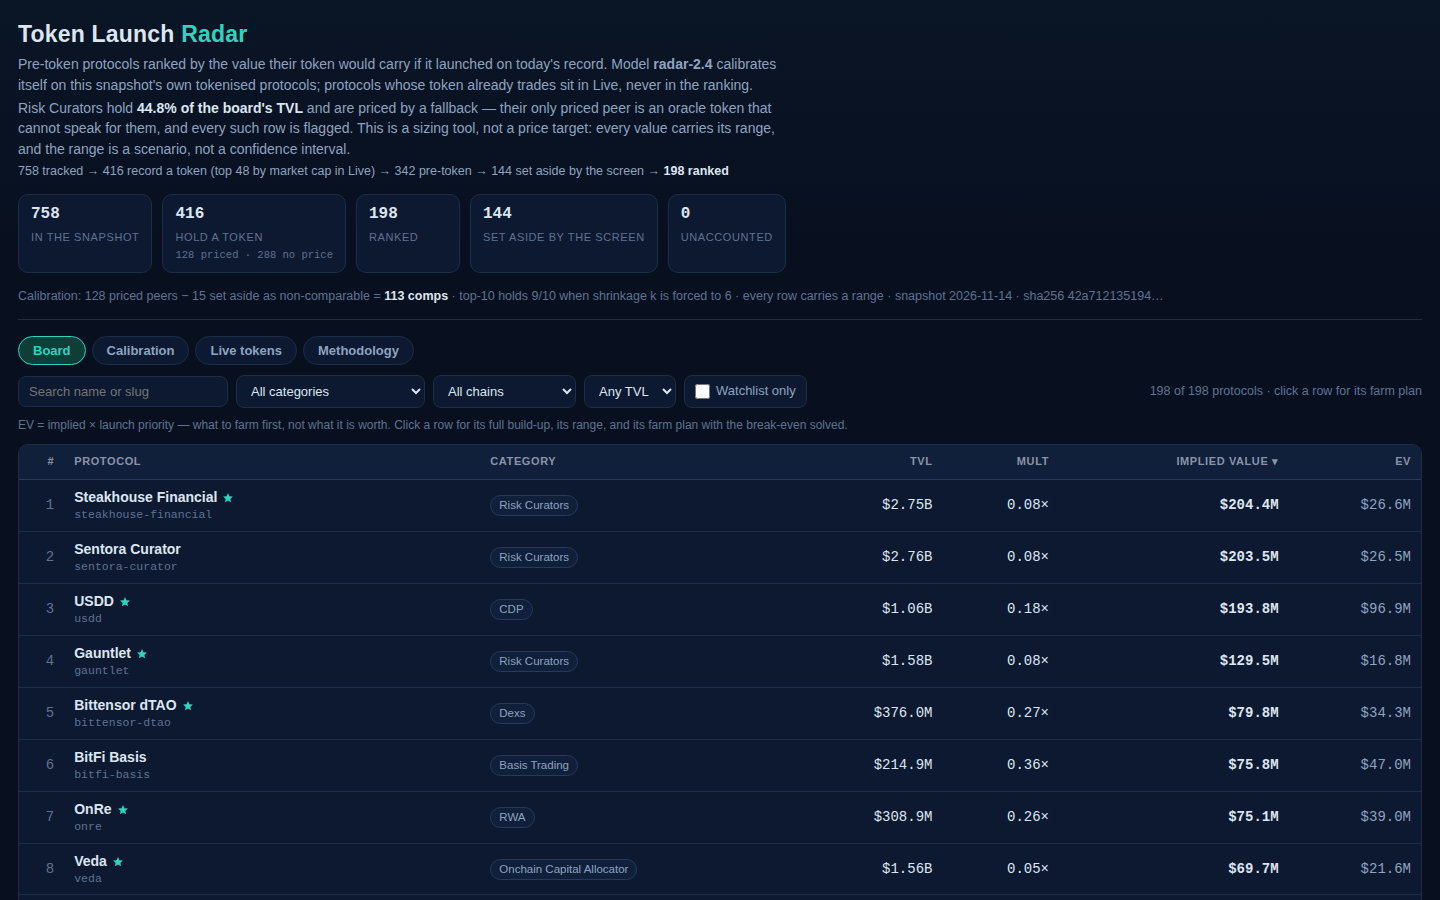 Token Launch Radar
Pre-token protocols ranked by the value their token would carry if it launched on today's record. Model radar-2.4 calibrates
itself on this snapshot's own tokenised protocols; protocols whose token already trades sit in Live, never in the ranking.
Risk Curators hold 44.8% of the board's TVL and are priced by a fallback — their only priced peer is an oracle token that
cannot speak for them, and every such row is flagged. This is a sizing tool, not a price target: every value carries its range,
and the range is a scenario, not a confidence interval.
758 tracked → 416 record a token (top 48 by market cap in Live) → 342 pre-token → 144 set aside by the screen → 198 ranked
758 416 198 144 0
IN THE SNAPSHOT HOLD A TOKEN RANKED SET ASIDE BY THE SCREEN UNACCOUNTED
128 priced · 288 no price
Calibration: 128 priced peers − 15 set aside as non-comparable = 113 comps · top-10 holds 9/10 when shrinkage k is forced to 6 · every row carries a range · snapshot 2026-11-14 · sha256 42a712135194…
Board Calibration Live tokens Methodology
Search name or slug All categories All chains Any TVL Watchlist only 198 of 198 protocols · click a row for its farm plan
EV = implied × launch priority — what to farm first, not what it is worth. Click a row for its full build-up, its range, and its farm plan with the break-even solved.
# PROTOCOL CATEGORY TVL MULT IMPLIED VALUE ▾ EV
1 Steakhouse Financial ★ Risk Curators $2.75B 0.08× $204.4M $26.6M
steakhouse-financial
2 Sentora Curator Risk Curators $2.76B 0.08× $203.5M $26.5M
sentora-curator
3 USDD ★ CDP $1.06B 0.18× $193.8M $96.9M
usdd
4 Gauntlet ★ Risk Curators $1.58B 0.08× $129.5M $16.8M
gauntlet
5 Bittensor dTAO ★ Dexs $376.0M 0.27× $79.8M $34.3M
bittensor-dtao
6 BitFi Basis Basis Trading $214.9M 0.36× $75.8M $47.0M
bitfi-basis
7 OnRe ★ RWA $308.9M 0.26× $75.1M $39.0M
onre
8 Veda ★ Onchain Capital Allocator $1.56B 0.05× $69.7M $21.6M
veda